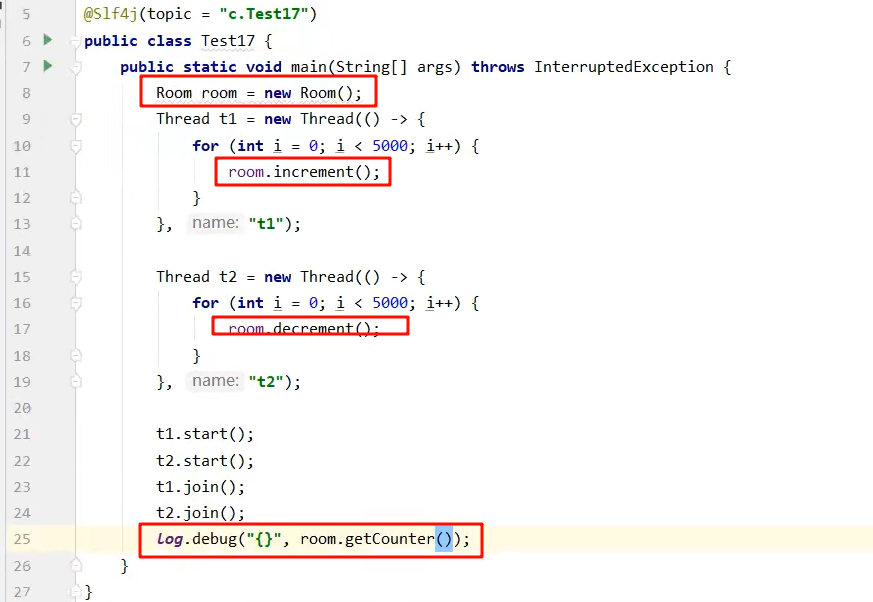 5 @Slf4j(topic = "c.Test17")
6 public class Test17 {
7 public static void main(String[] args) throws InterruptedException {
8 Room room = new Room();
9 Thread t1 = new Thread(() -> {
10 for (int i = 0; i < 5000; i++) {
11 room.increment();
12 }
13 }, name: "t1");
14
15 Thread t2 = new Thread(() -> {
16 for (int i = 0; i < 5000; i++) {
17 room.decrement();
18 }
19 }, name: "t2");
20
21 t1.start();
22 t2.start();
23 t1.join();
24 t2.join();
25 log.debug("{}", room.getCounter());
26 }
27 }